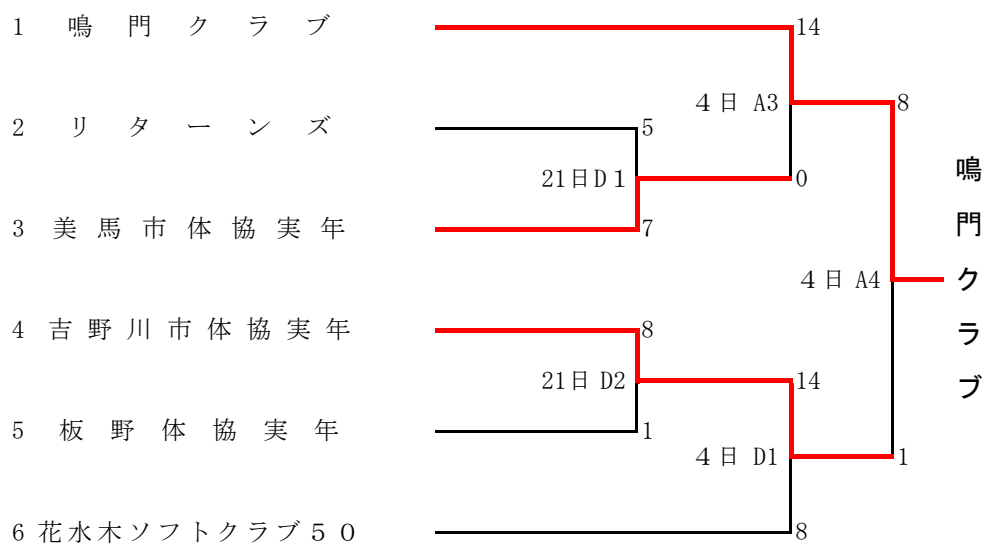 1 鳴門クラブ
14
4日 A3
8
2 リターンズ
5
21日D1
0
3 美馬市体協実年
7
4日 A4
鳴門クラブ
4 吉野川市体協実年
8
21日 D2
14
5 板野体協実年
1
4日 D1
1
6 花水木ソフトクラブ50
8